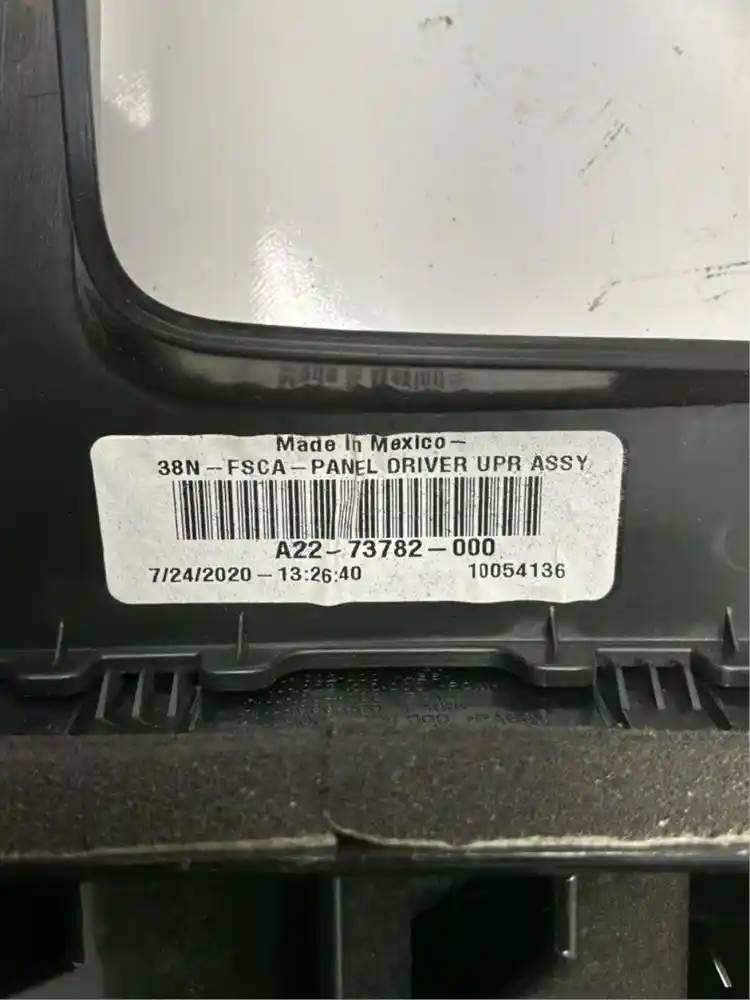 Made In Mexico-
38N-FSCA-PANEL DRIVER UPR ASSY
A22-73782-000
7/24/2020-13:26:40 10054136